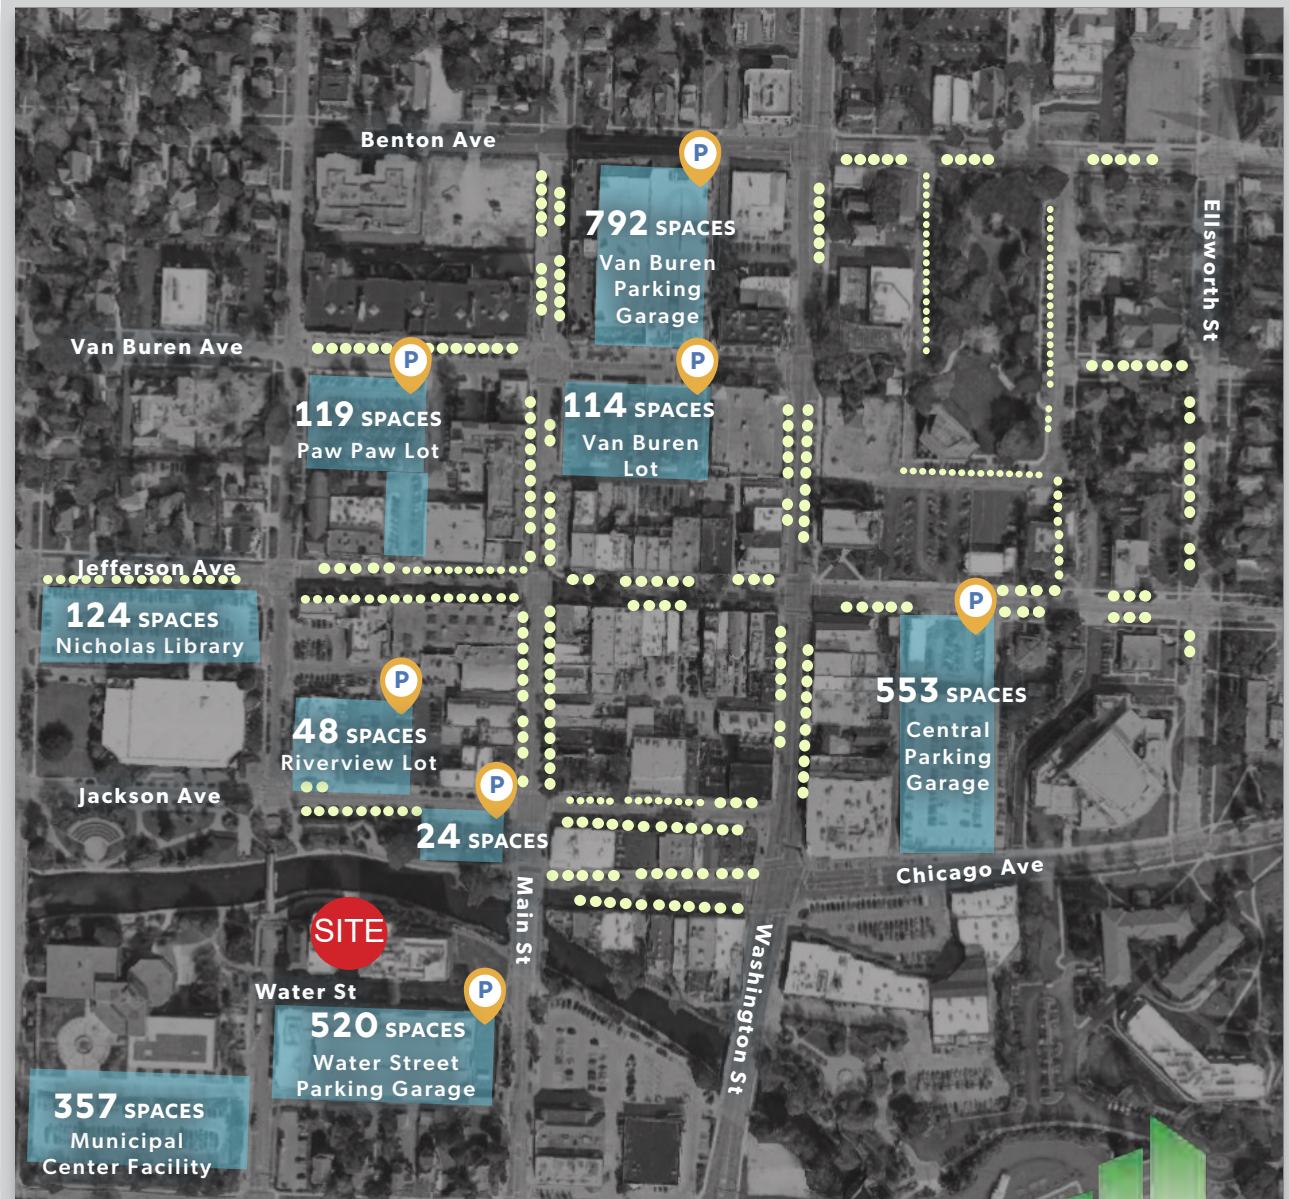 Benton Ave
P
792 SPACES
Van Buren
Parking
Garage
Ellsworth St
Van Buren Ave
P
119 SPACES
Paw Paw Lot
P
114 SPACES
Van Buren
Lot
Jefferson Ave
124 SPACES
Nicholas Library
P
553 SPACES
Central
Parking
Garage
P
48 SPACES
Riverview Lot
Jackson Ave
P
24 SPACES
Chicago Ave
Main St
SITE
Washington St
Water St
P
520 SPACES
Water Street
Parking Garage
357 SPACES
Municipal
Center Facility